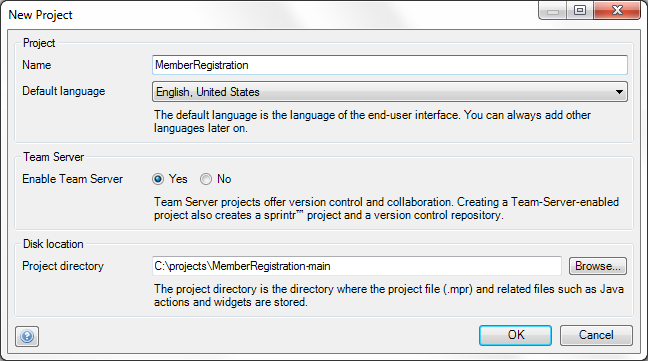 New Project
Project
Name MemberRegistration
Default language English, United States
The default language is the language of the end-user interface. You can always add other
languages later on.
Team Server
Enable Team Server Yes No
Team Server projects offer version control and collaboration. Creating a Team-Server-enabled
project also creates a sprintr™ project and a version control repository.
Disk location
Project directory C:\projects\MemberRegistration-main Browse...
The project directory is the directory where the project file (.mpr) and related files such as Java
actions and widgets are stored.
? OK Cancel